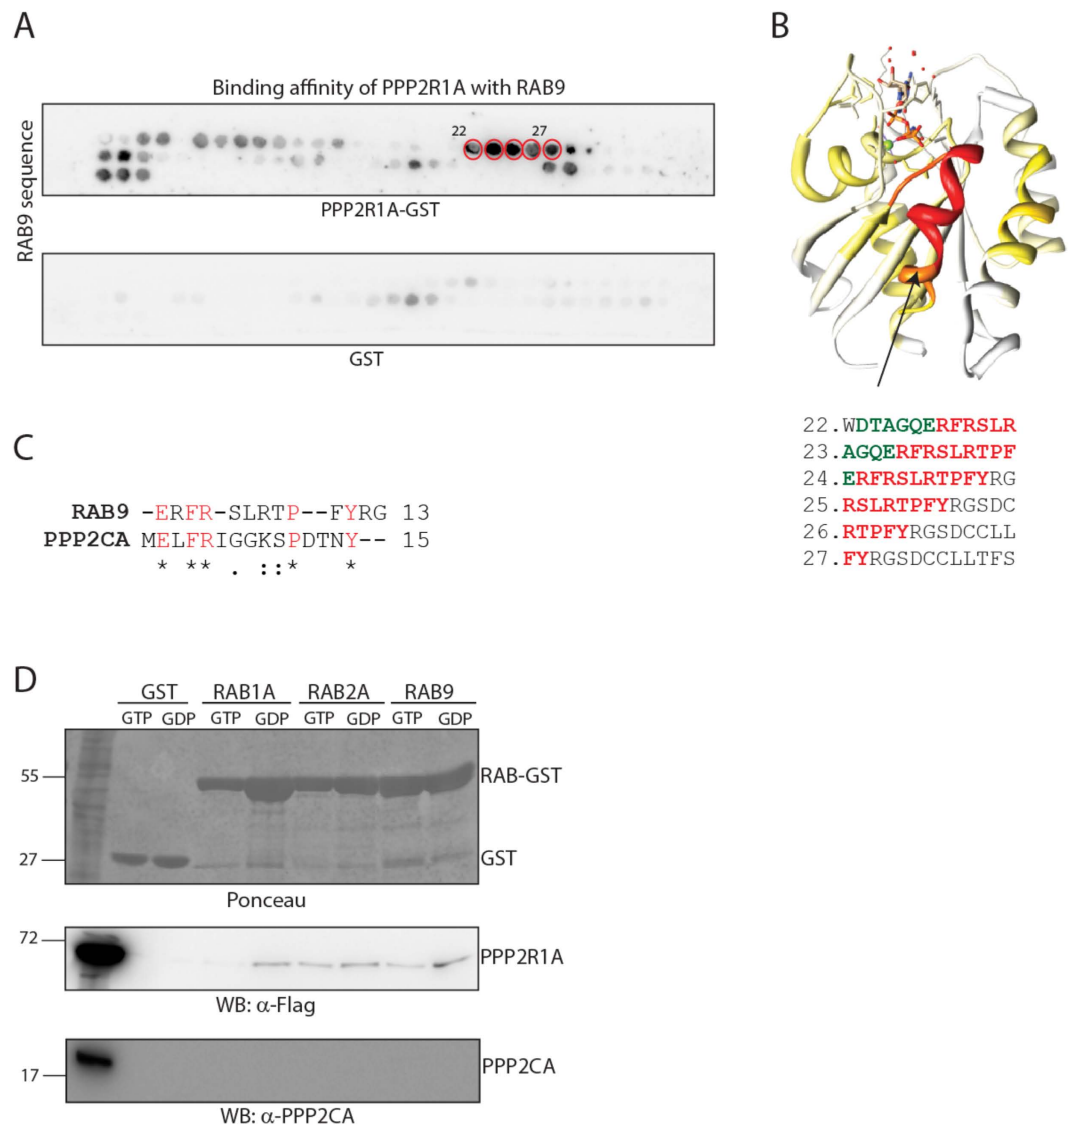 A
Binding affinity of PPP2R1A with RAB9
RAB9 sequence
22
27
PPP2R1A-GST
GST
B
22.WDTAGQERFRSLR
23.AGQERFRSLRTPF
24.ERFRSLRTPFYRG
25.RSLRTPFYRGSDC
26.RTPFYRGSDCCLL
27.FYRGSDCCLLTFS
C
RAB9 -ERFR-SLRTP--FYRG 13
PPP2CA MELFRIGGKSPDTNY-- 15
* ** . ::* *
D
GST RAB1A RAB2A RAB9
GTP GDP GTP GDP GTP GDP GTP GDP
55
RAB-GST
27
GST
Ponceau
72
PPP2R1A
WB: α-Flag
PPP2CA
17
WB: α-PPP2CA